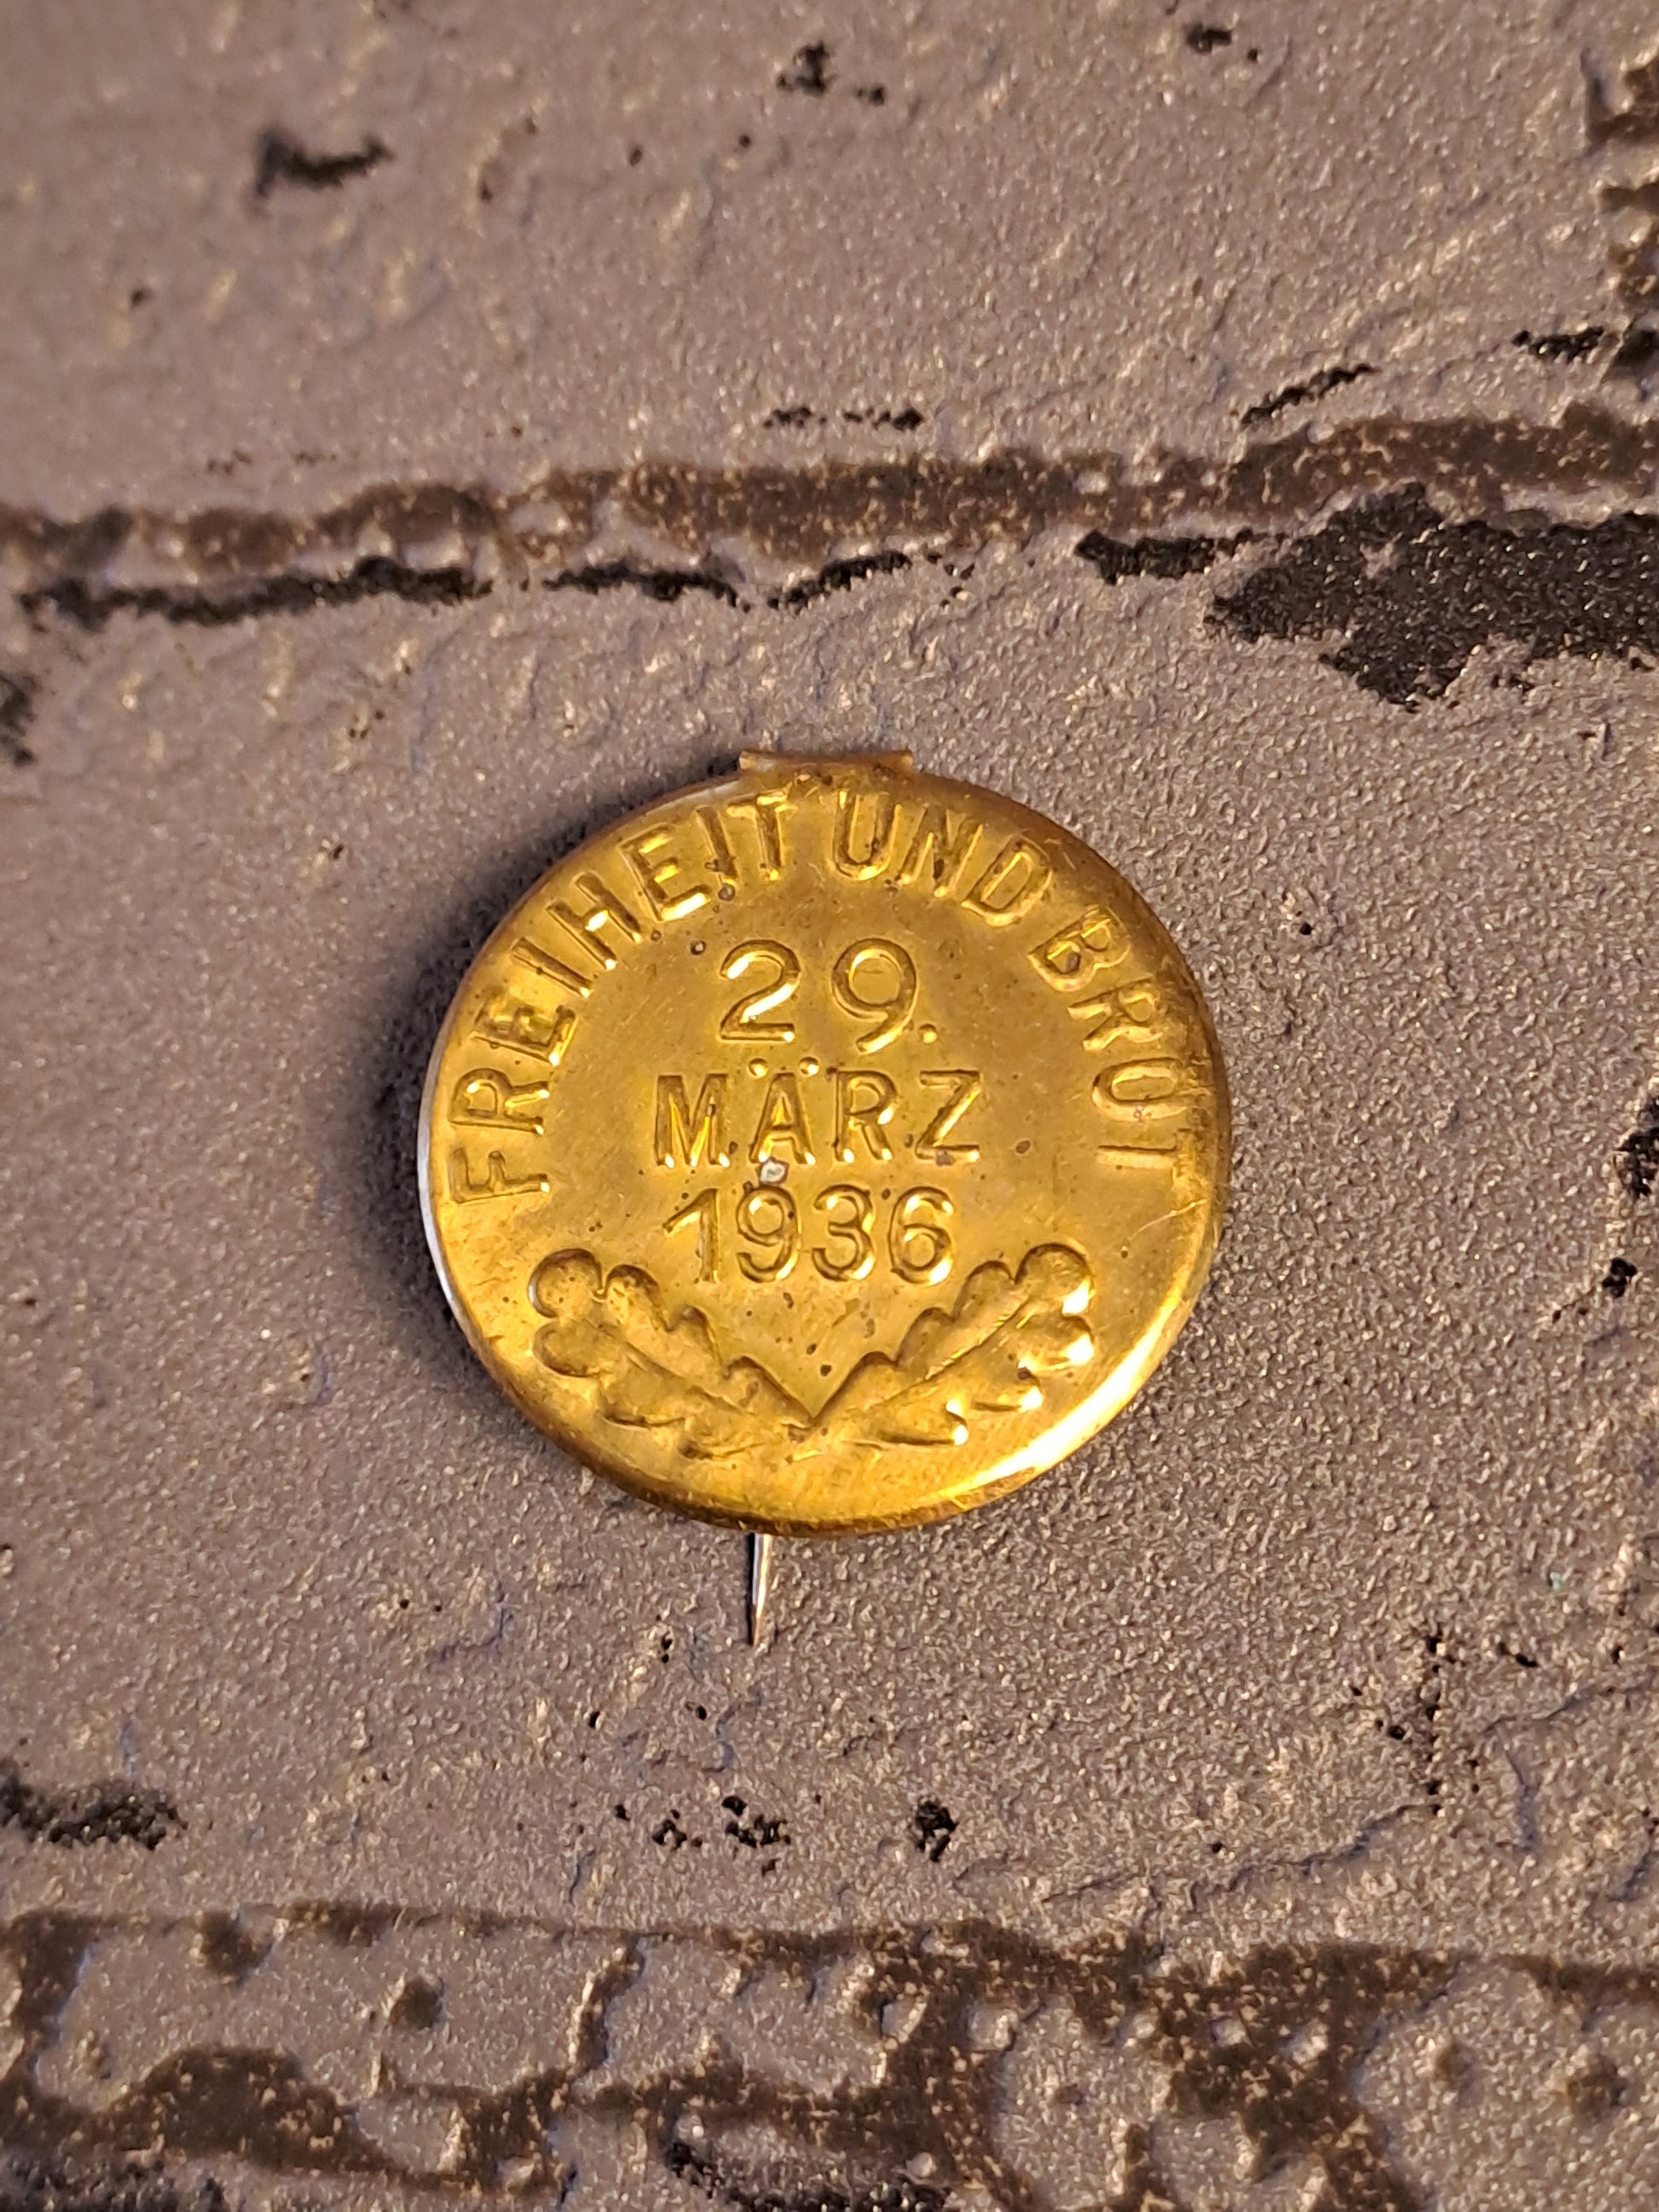 FREIHEIT UND BROT
29.
MÄRZ
1936